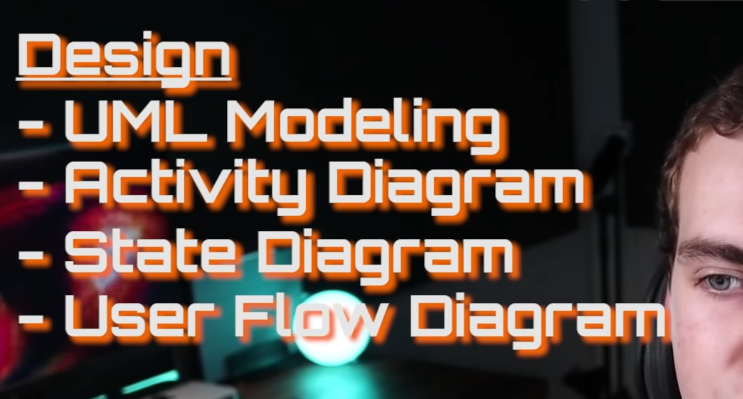 Design
- UML Modeling
- Activity Diagram
- State Diagram
- User Flow Diagram